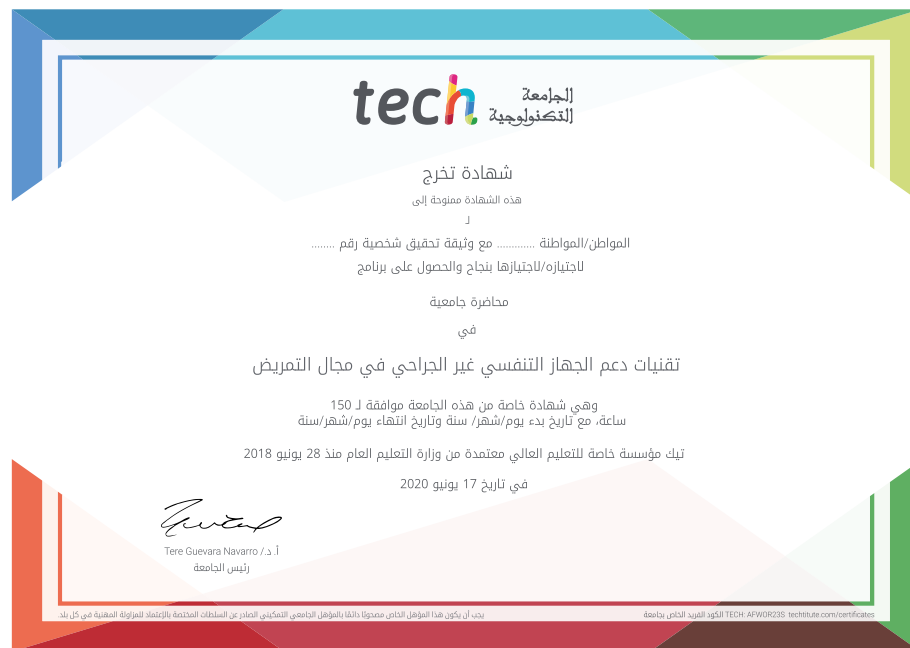 tech الجامعة
التكنولوجية
شهادة تخرج
هذه الشهادة ممنوحة إلى
لـ
المواطن/المواطنة ............. مع وثيقة تحقيق شخصية رقم ........
لاجتيازه/لاجتيازها بنجاح والحصول على برنامج
محاضرة جامعية
في
تقنيات دعم الجهاز التنفسي غير الجراحي في مجال التمريض
وهي شهادة خاصة من هذه الجامعة موافقة لـ 150
ساعة، مع تاريخ بدء يوم/شهر/ سنة وتاريخ انتهاء يوم/شهر/سنة
تيك مؤسسة خاصة للتعليم العالي معتمدة من وزارة التعليم العام منذ 28 يونيو 2018
في تاريخ 17 يونيو 2020
أ.د./ Tere Guevara Navarro
رئيس الجامعة
يجب أن يكون هذا المؤهل الخاص مصحوبًا دائمًا بالمؤهل الجامعي التمكيني الصادر عن السلطات المختصة بالإعتماد للمزاولة المهنية في كل بلد.
الكود الفريد الخاص بجامعة TECH: AFWOR23S techtitute.com/certificates